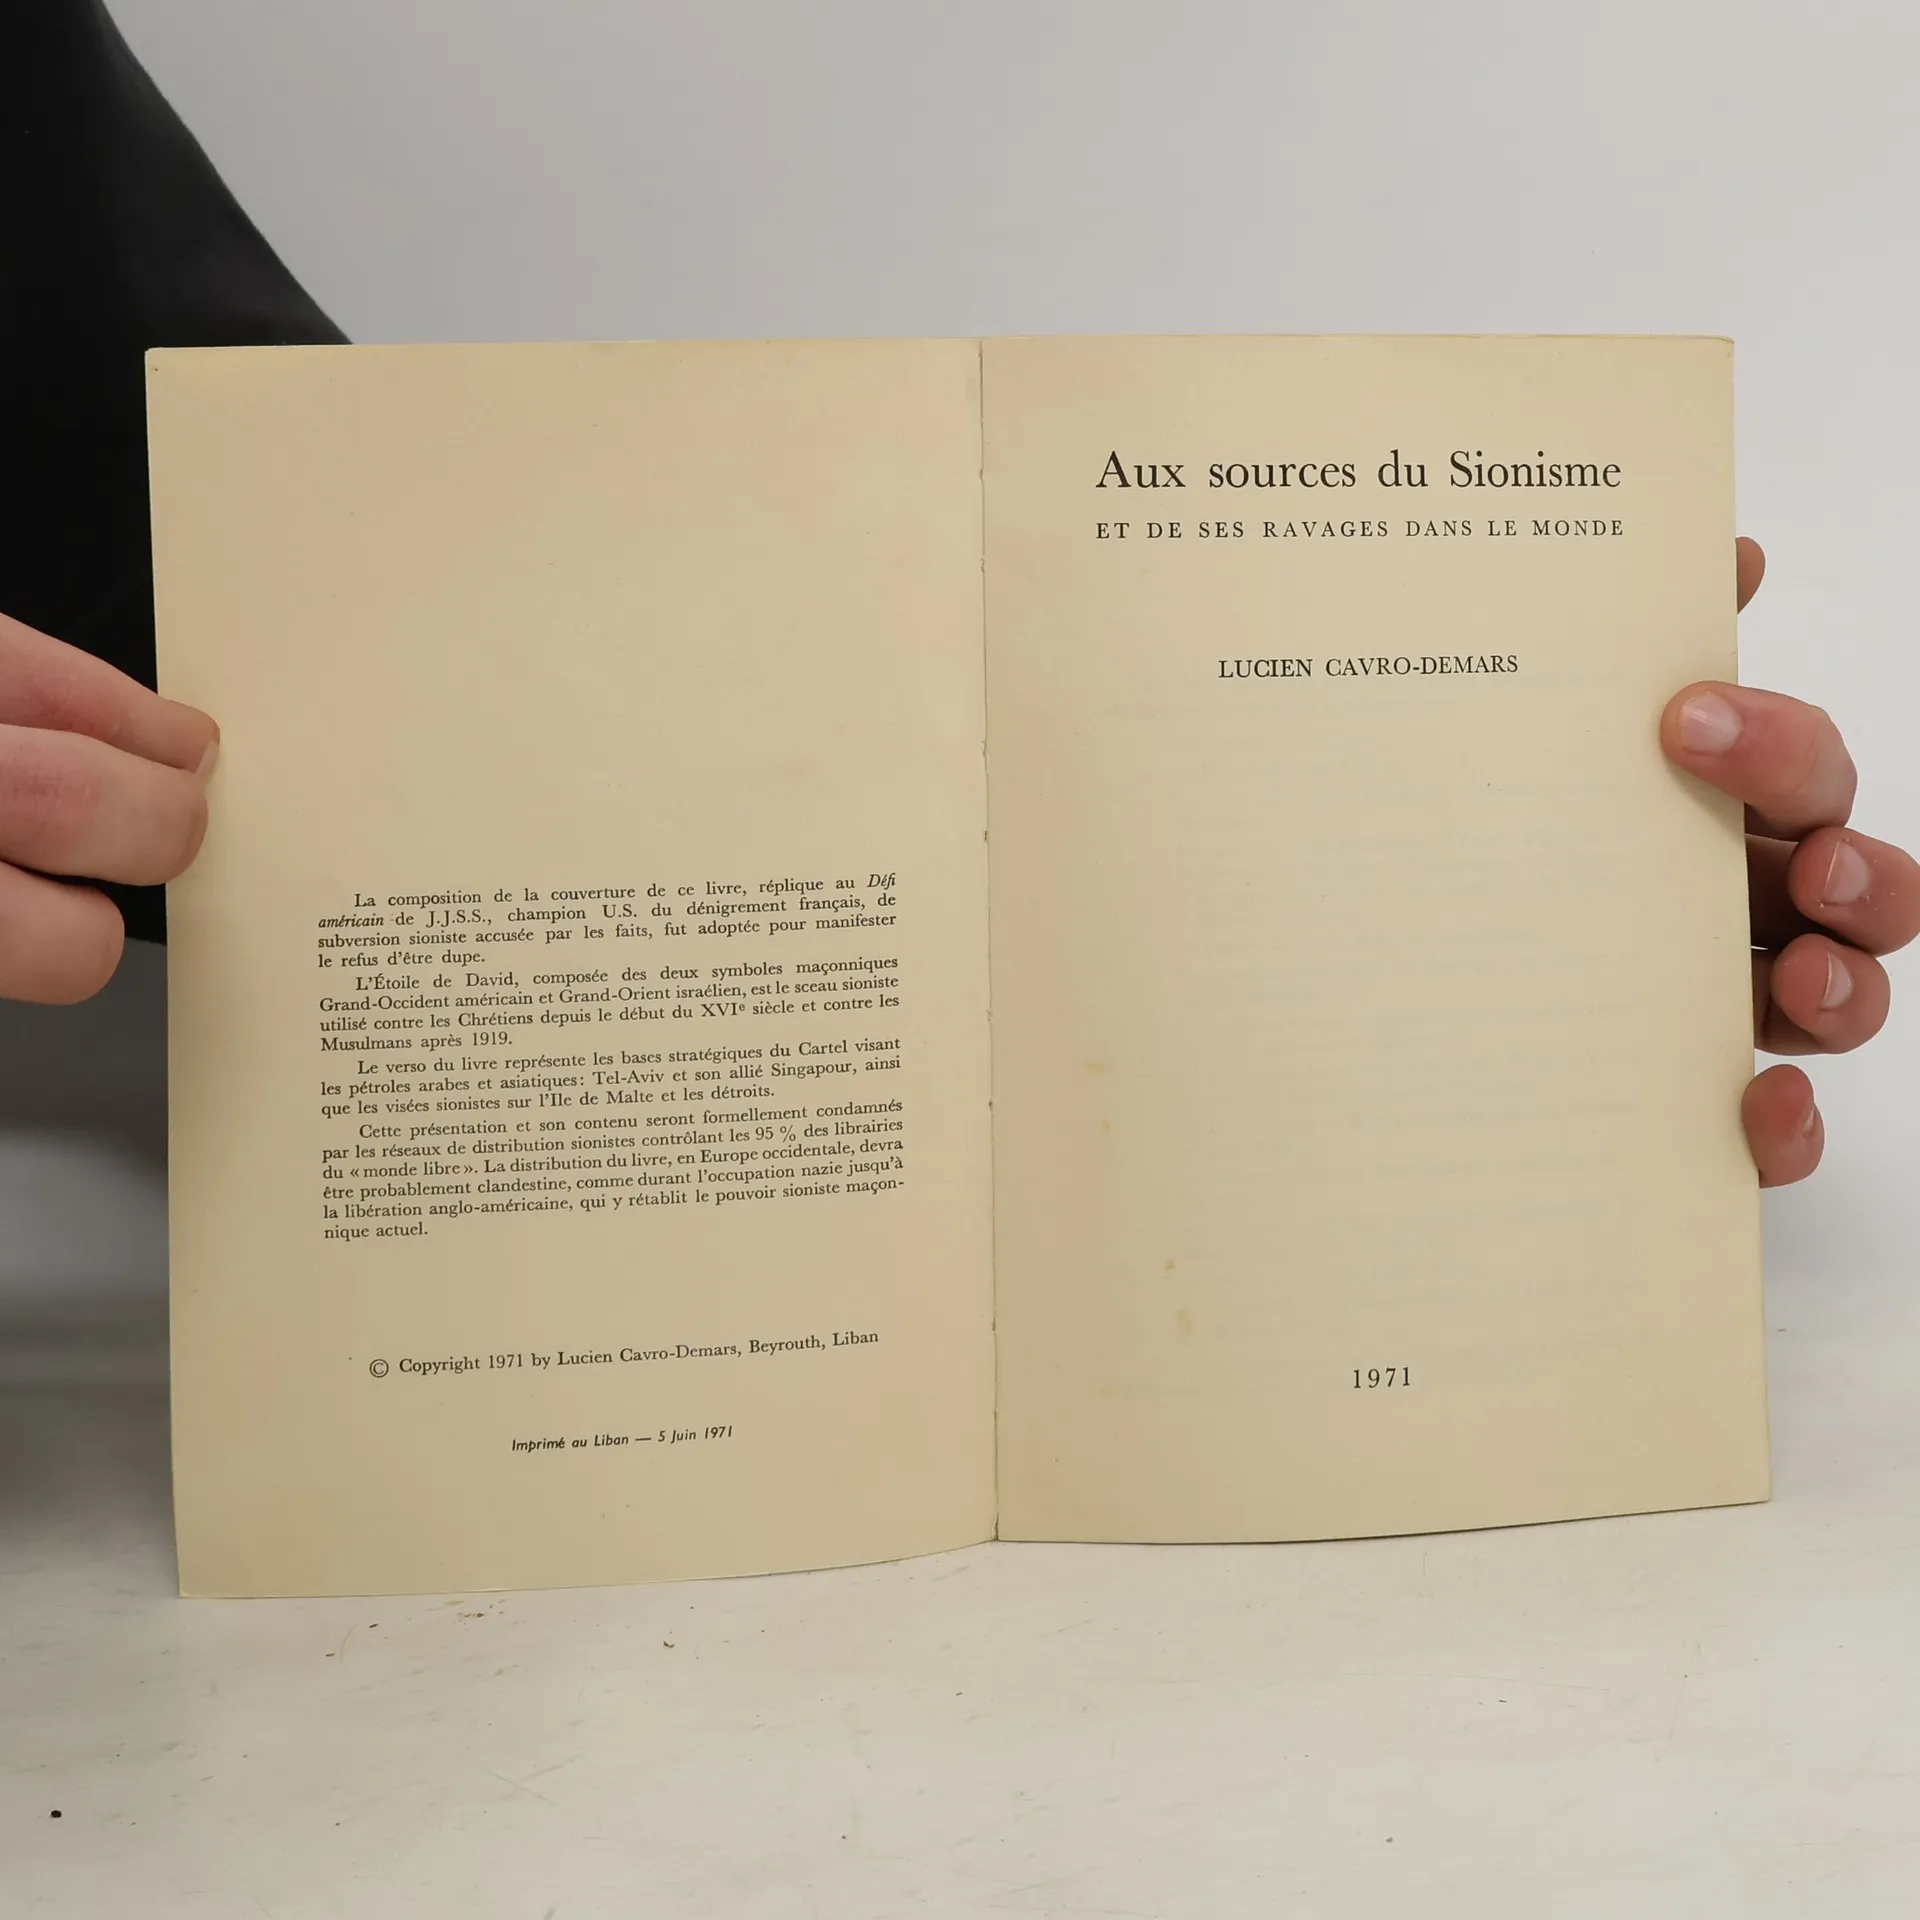 La composition de la couverture de ce livre, réplique au Défi
américain de J.J.S.S., champion U.S. du dénigrement français, de
subversion sioniste accusée par les faits, fut adoptée pour manifester
le refus d'être dupe.
L'Étoile de David, composée des deux symboles maçonniques
Grand-Occident américain et Grand-Orient israélien, est le sceau sioniste
utilisé contre les Chrétiens depuis le début du XVIe siècle et contre les
Musulmans après 1919.
Le verso du livre représente les bases stratégiques du Cartel visant
les pétroles arabes et asiatiques: Tel-Aviv et son allié Singapour, ainsi
que les visées sionistes sur l'Ile de Malte et les détroits.
Cette présentation et son contenu seront formellement condamnés
par les réseaux de distribution sionistes contrôlant les 95 % des librairies
du « monde libre ». La distribution du livre, en Europe occidentale, devra
être probablement clandestine, comme durant l'occupation nazie jusqu'à
la libération anglo-américaine, qui y rétablit le pouvoir sioniste maçon-
nique actuel.
© Copyright 1971 by Lucien Cavro-Demars, Beyrouth, Liban
Imprimé au Liban — 5 Juin 1971
Aux sources du Sionisme
ET DE SES RAVAGES DANS LE MONDE
LUCIEN CAVRO-DEMARS
1971